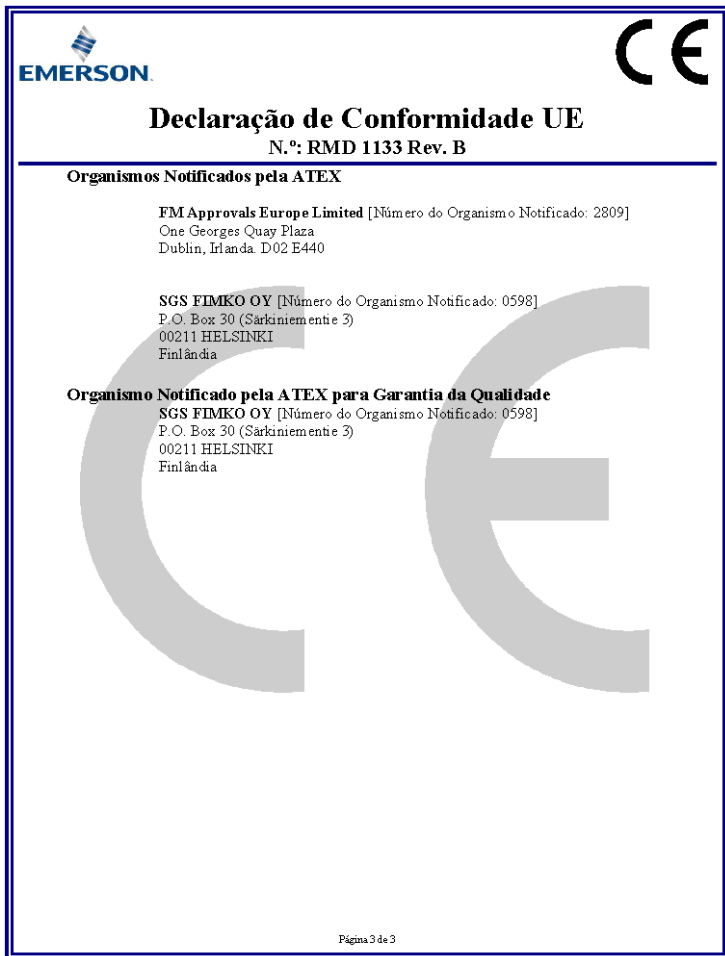 EMERSON
CE
Declaração de Conformidade UE
N.º: RMD 1133 Rev. B
Organismos Notificados pela ATEX
FM Approvals Europe Limited [Número do Organismo Notificado: 2809]
One Georges Quay Plaza
Dublin, Irlanda. D02 E440
SGS FIMKO OY [Número do Organismo Notificado: 0598]
P.O. Box 30 (Särkiniementie 3)
00211 HELSINKI
Finlândia
Organismo Notificado pela ATEX para Garantia da Qualidade
SGS FIMKO OY [Número do Organismo Notificado: 0598]
P.O. Box 30 (Särkiniementie 3)
00211 HELSINKI
Finlândia
Página 3 de 3